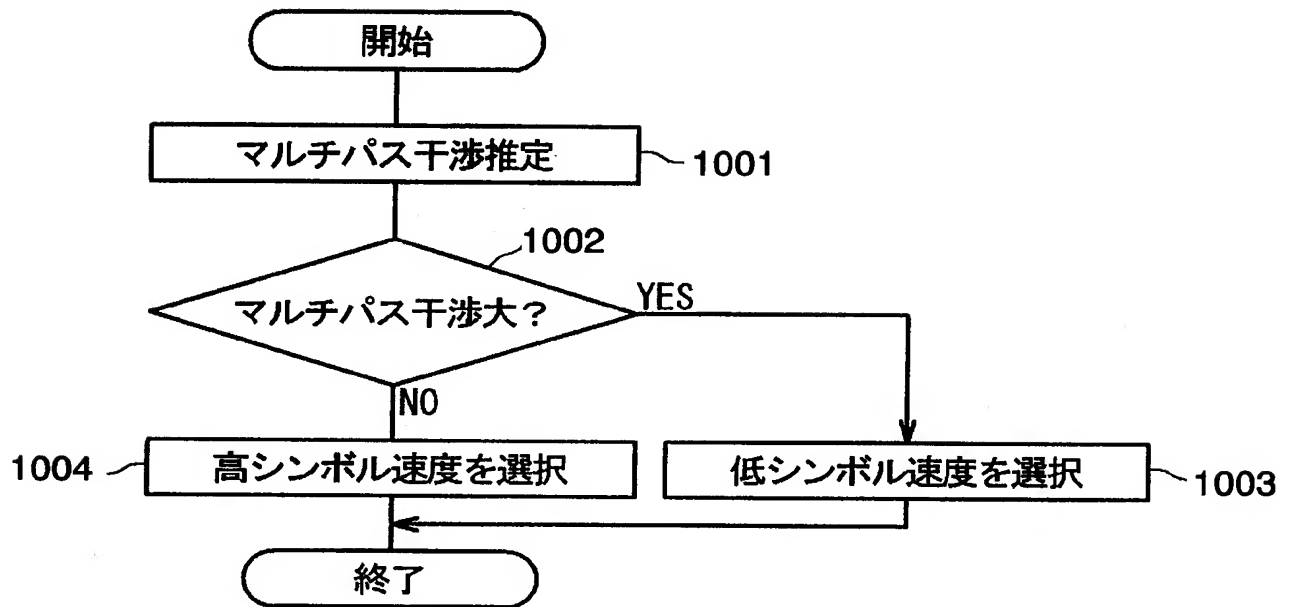 開始
マルチパス干渉推定
1001
1002
マルチパス干渉大?
YES
NO
1004
高シンボル速度を選択
低シンボル速度を選択
1003
終了